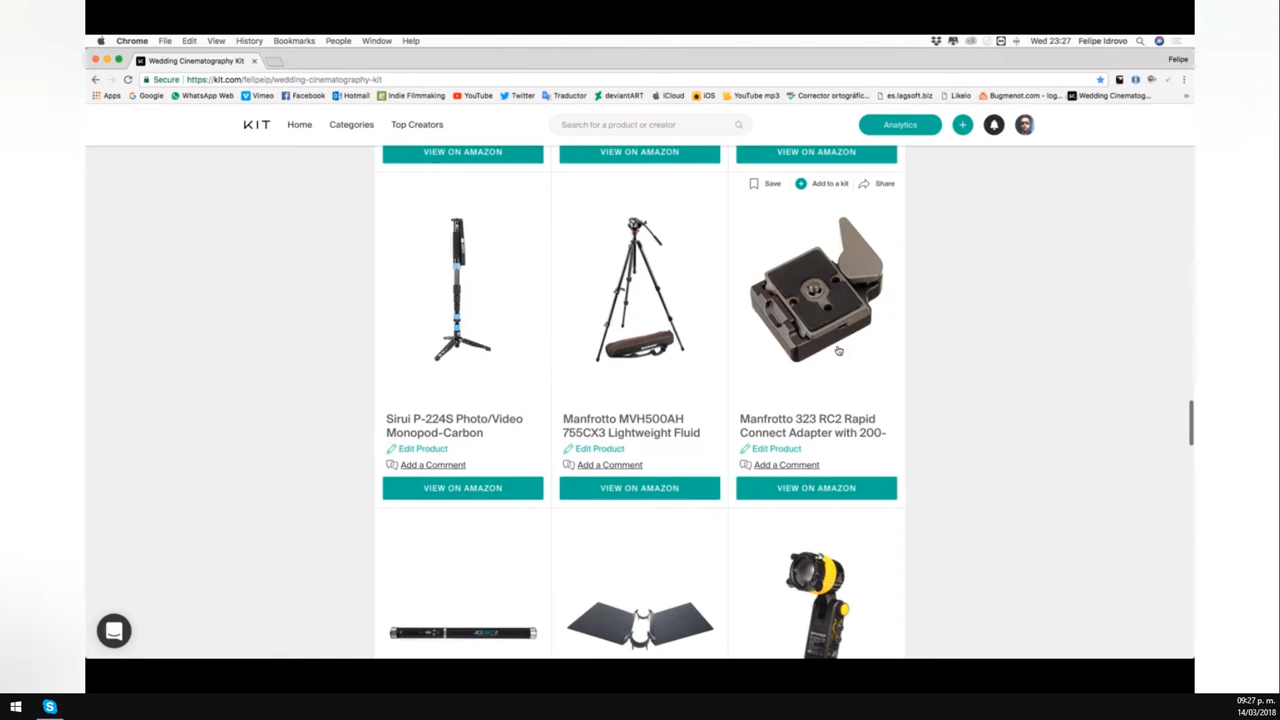 Chrome File Edit View History Bookmarks People Window Help Wed 23:27 Felipe Idrovo
Wedding Cinematography Kit Felipe
Secure https://kit.com/felipeip/wedding-cinematography-kit
Apps Google WhatsApp Web Vimeo Facebook Hotmail Indie Filmmaking YouTube Twitter Traductor deviantART iCloud iOS YouTube mp3 Corrector ortográfic... es.lagsoft.biz Likelo Bugmenot.com - log... Wedding Cinematog... »
KIT Home Categories Top Creators Search for a product or creator Analytics
VIEW ON AMAZON VIEW ON AMAZON VIEW ON AMAZON
Save Add to a kit Share
Sirui P-224S Photo/Video
Monopod-Carbon
Edit Product
Add a Comment
VIEW ON AMAZON
Manfrotto MVH500AH
755CX3 Lightweight Fluid
Edit Product
Add a Comment
VIEW ON AMAZON
Manfrotto 323 RC2 Rapid
Connect Adapter with 200-
Edit Product
Add a Comment
VIEW ON AMAZON
09:27 p. m.
14/03/2018